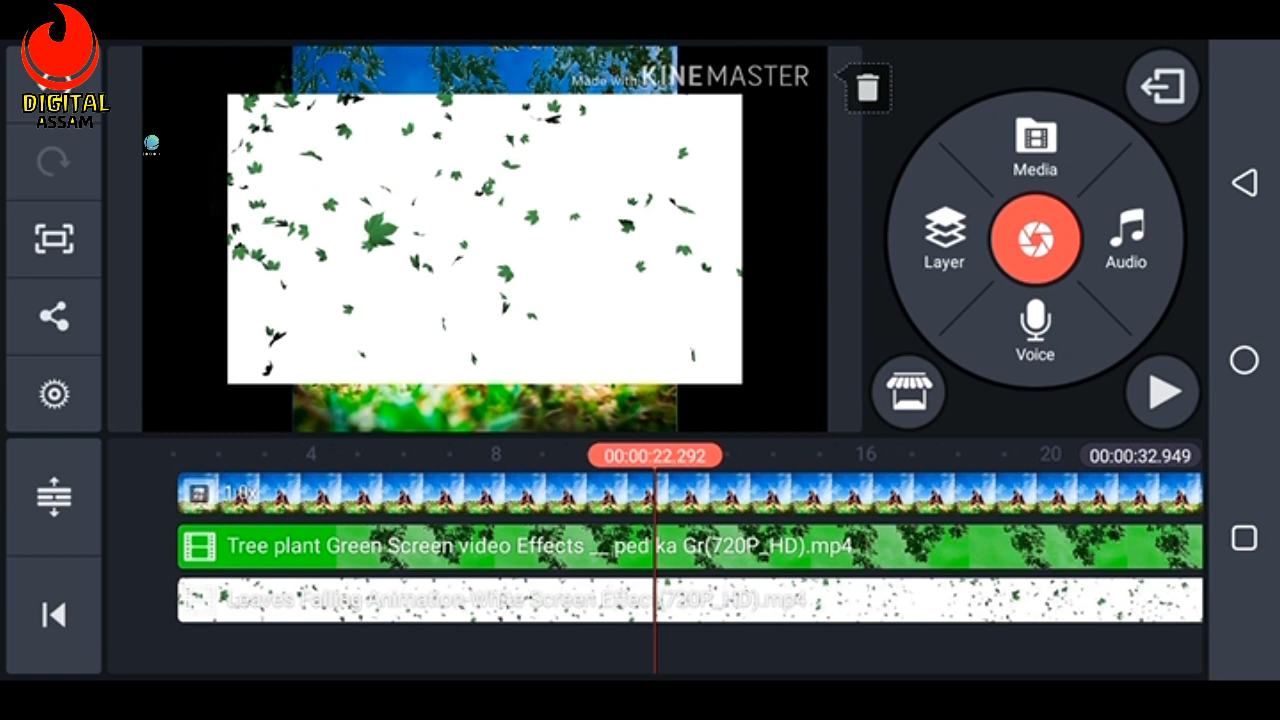 DIGITAL
ASSAM
Made with KINEMASTER
Media
Layer
Audio
Voice
4
8
00:00:22.292
16
20
00:00:32.949
1.0x
Tree plant Green Screen video Effects __ ped ka Gr(720P_HD).mp4
Leaves Falling Animation-White Screen Effect(720P_HD).mp4